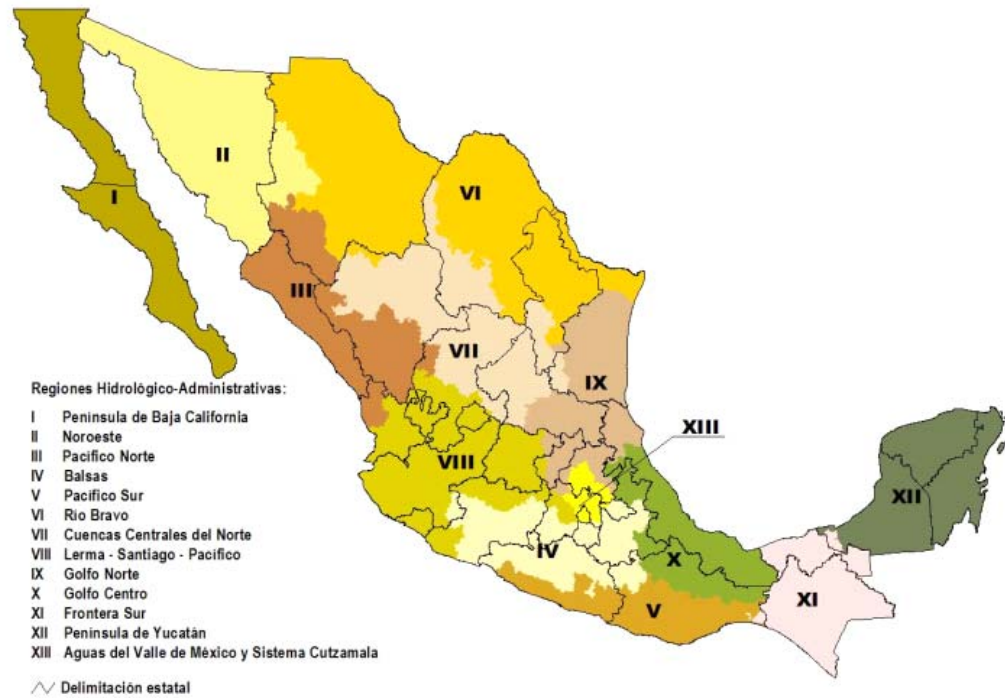 II
I
VI
III
VII
IX
XIII
VIII
XII
IV
X
XI
V
Regiones Hidrológico-Administrativas:
I Península de Baja California
II Noroeste
III Pacífico Norte
IV Balsas
V Pacífico Sur
VI Río Bravo
VII Cuencas Centrales del Norte
VIII Lerma - Santiago - Pacífico
IX Golfo Norte
X Golfo Centro
XI Frontera Sur
XII Península de Yucatán
XIII Aguas del Valle de México y Sistema Cutzamala
Delimitación estatal